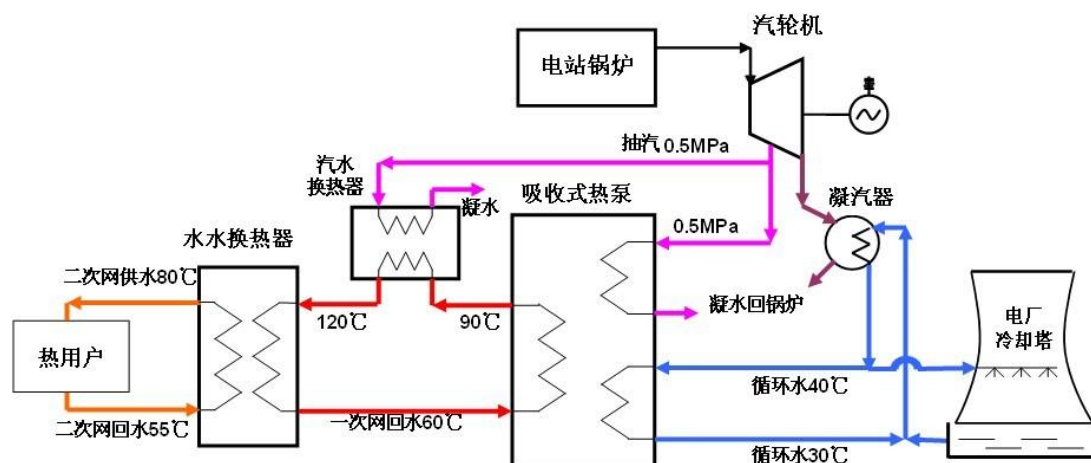 汽轮机
电站锅炉
抽汽 0.5MPa
汽水
换热器
凝水
吸收式热泵
凝汽器
0.5MPa
水水换热器
二次网供水80℃
120℃
90℃
凝水回锅炉
电厂
冷却塔
热用户
循环水40℃
二次网回水55℃
一次网回水60℃
循环水30℃